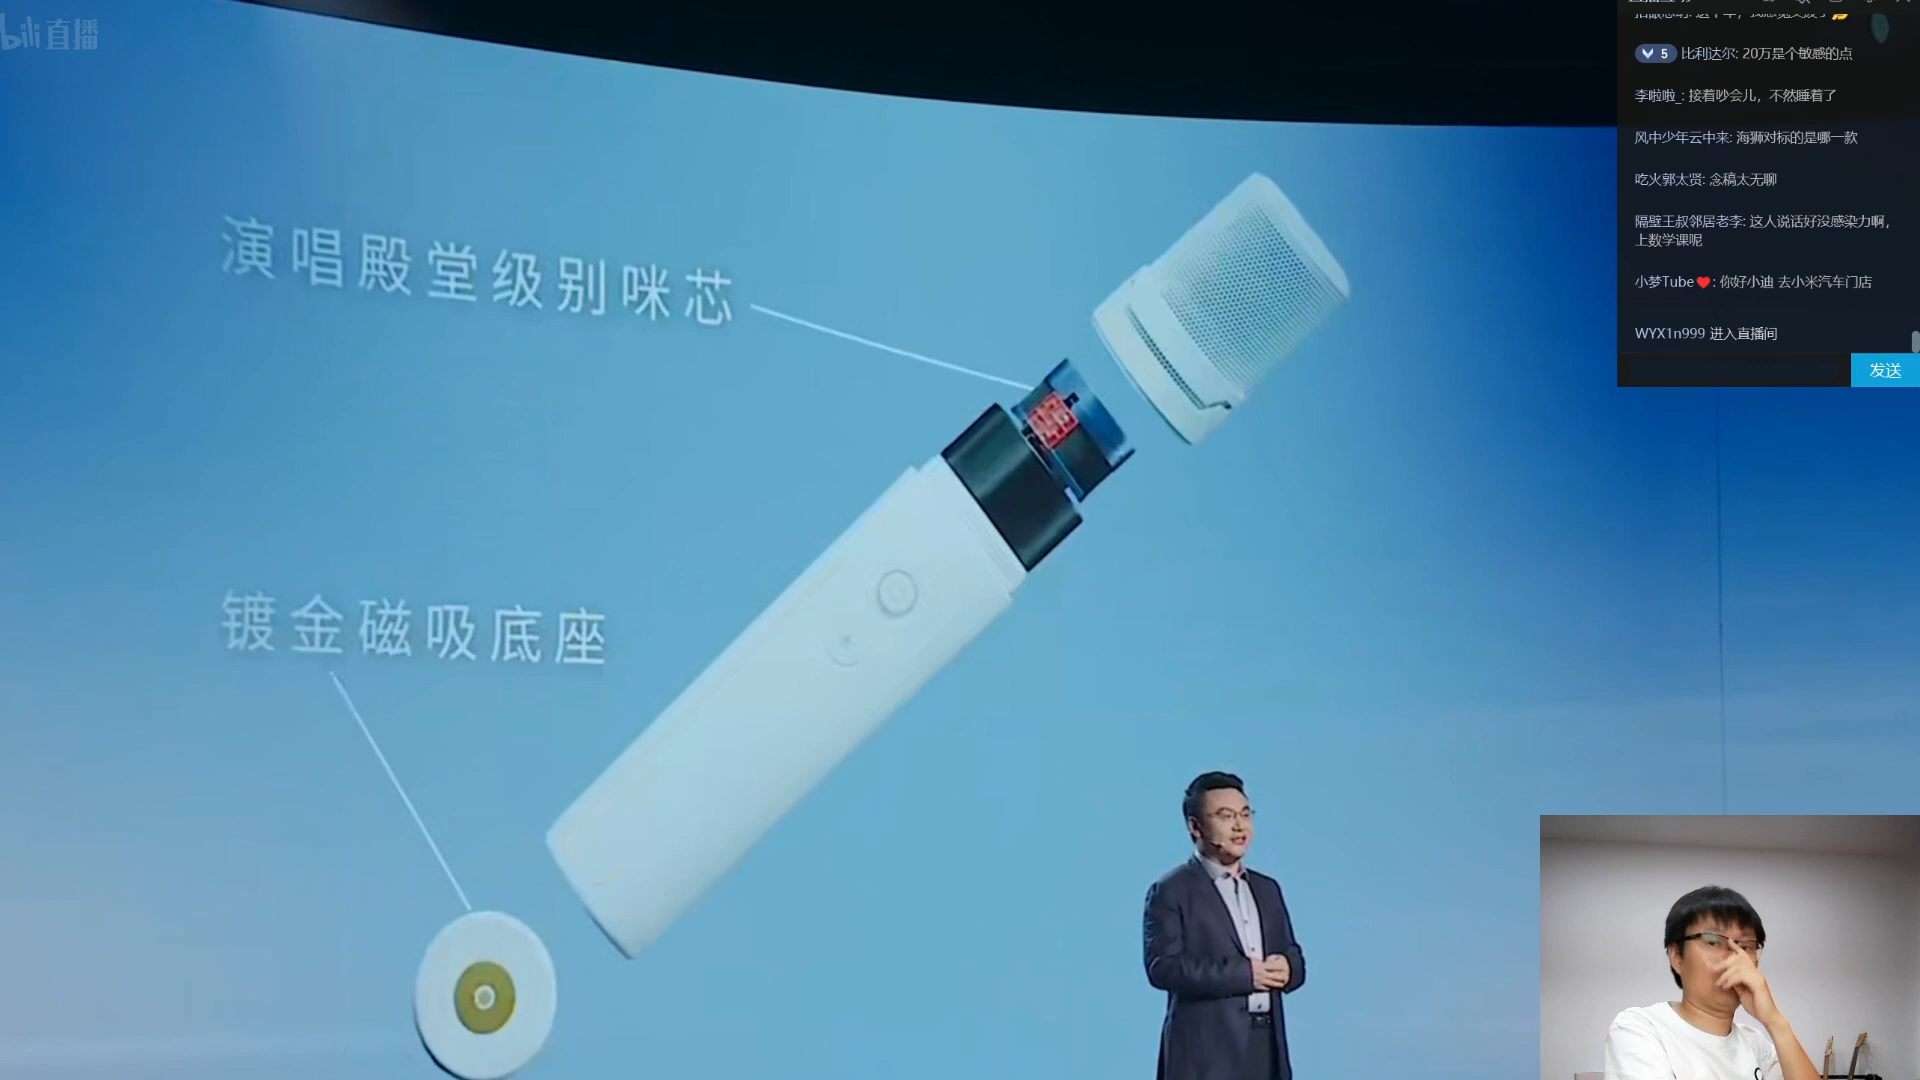 bilibili直播
5 比利达尔: 20万是个敏感的点
李啦啦_: 接着吵会儿，不然睡着了
风中少年云中来: 海狮对标的是哪一款
吃火郭太贤: 念稿太无聊
隔壁王叔邻居老李: 这人说话好没感染力啊，
上数学课呢
小梦Tube❤️: 你好小迪 去小米汽车门店
WYX1n999 进入直播间
发送
演唱殿堂级别咪芯
镀金磁吸底座